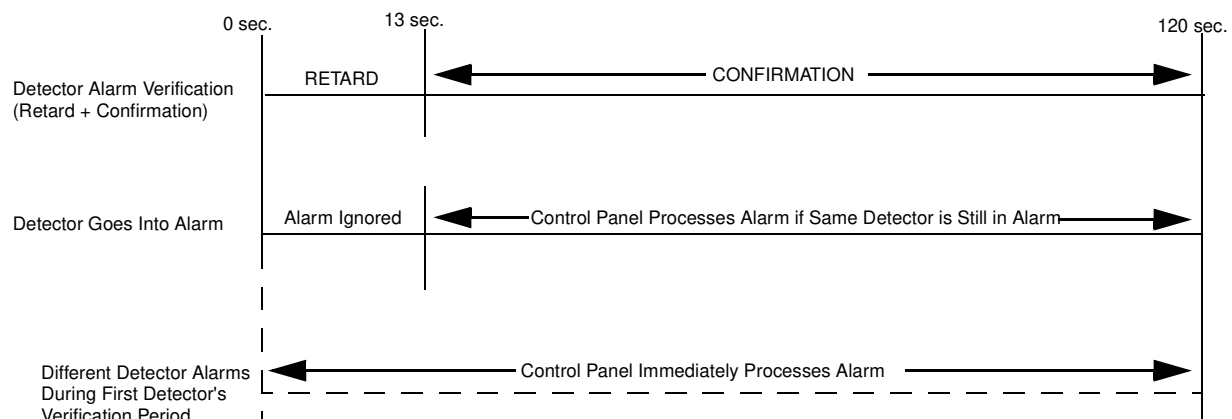 0 sec.
13 sec.
120 sec.
Detector Alarm Verification
(Retard + Confirmation)
RETARD
CONFIRMATION
Detector Goes Into Alarm
Alarm Ignored
Control Panel Processes Alarm if Same Detector is Still in Alarm
Different Detector Alarms
During First Detector's
Verification Period
Control Panel Immediately Processes Alarm